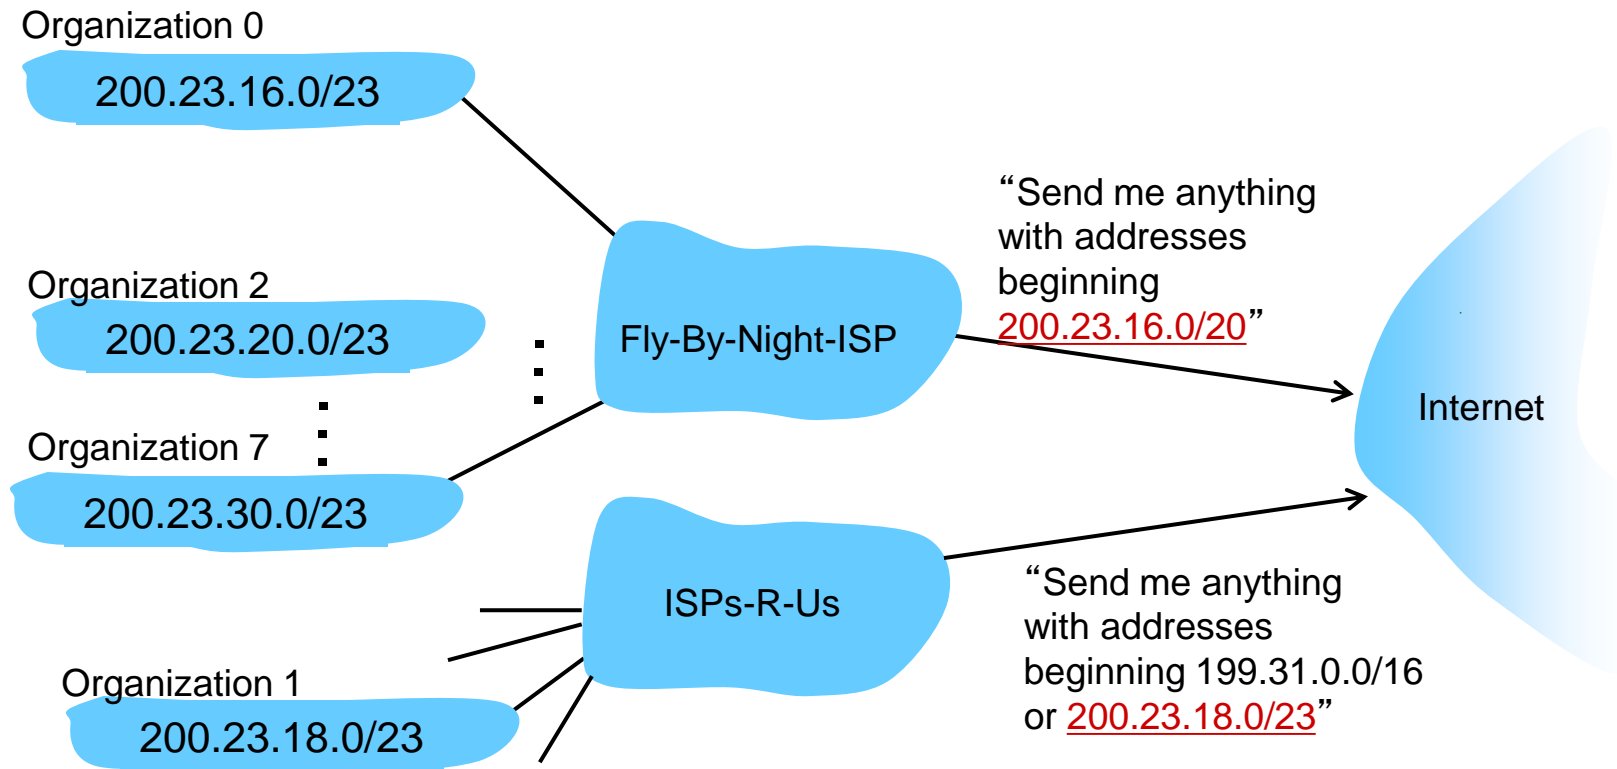 Organization 0
200.23.16.0/23
Organization 2
200.23.20.0/23
Organization 7
200.23.30.0/23
Fly-By-Night-ISP
“Send me anything
with addresses
beginning
200.23.16.0/20”
Internet
ISPs-R-Us
Organization 1
200.23.18.0/23
“Send me anything
with addresses
beginning 199.31.0.0/16
or 200.23.18.0/23”